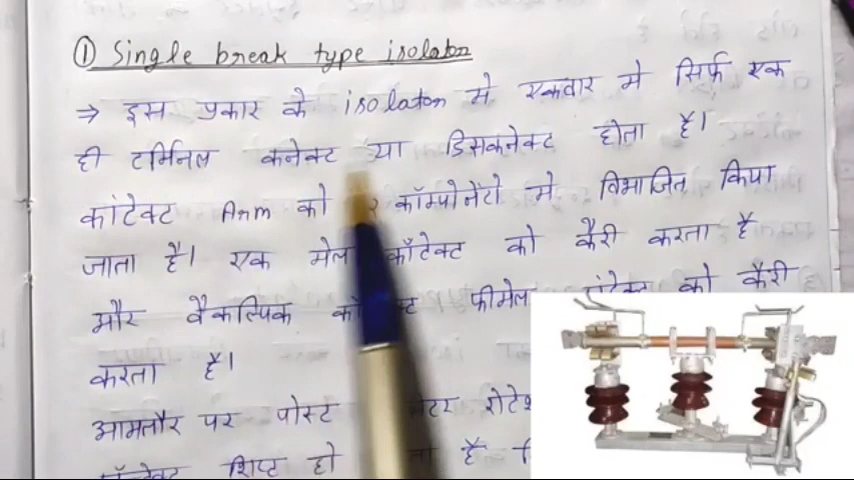 ① Single break type isolator
⇒ इस प्रकार के isolator मे एकबार मे सिर्फ एक
ही टर्मिनल कनेक्ट या डिसकनेक्ट होता है।
कांटेक्ट Arm को कॉम्पोनेंटो मे विभाजित किया
जाता है। एक मेल कॉंटेक्ट को कैरी करता है
और वैकल्पिक फीमेल को कैरी
करता है।
आमतौर पर पोस्ट
शिफ्ट हो है